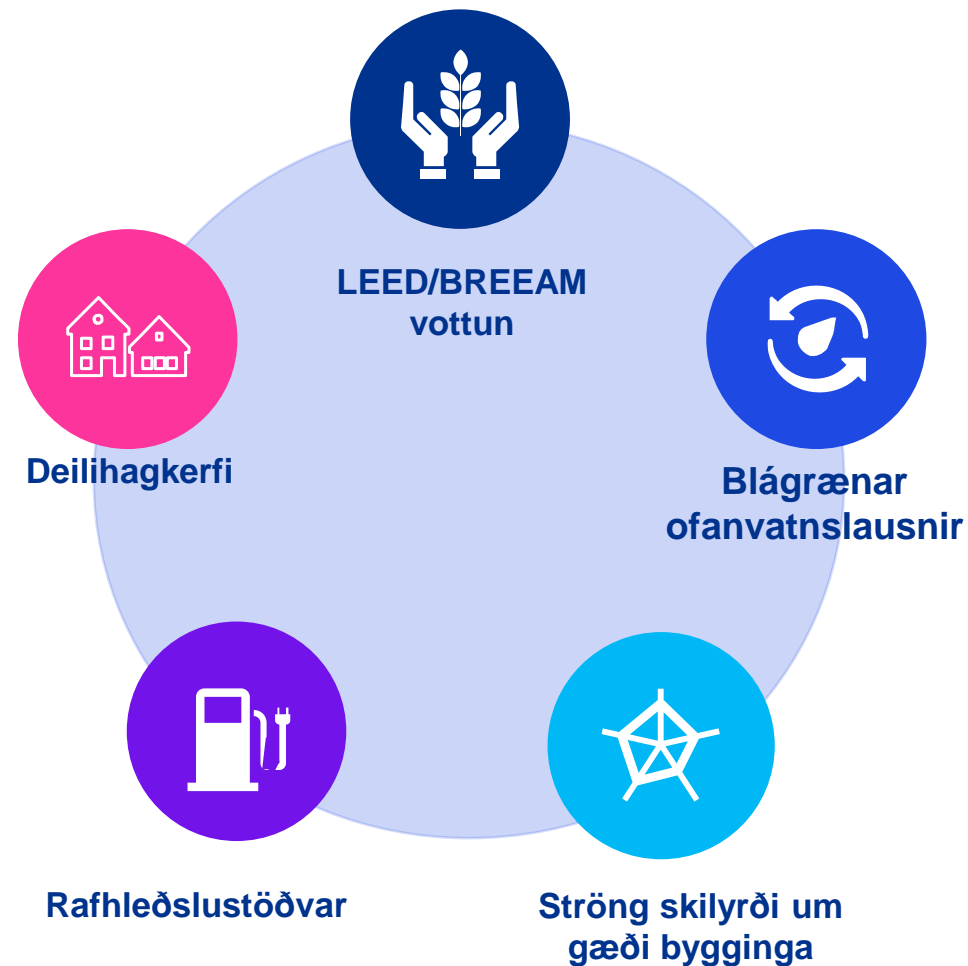 LEED/BREEAM
vottun
Deilihagkerfi
Blágrænar
ofanvatnslausnir
Rafhleðslustöðvar
Ströng skilyrði um
gæði bygginga